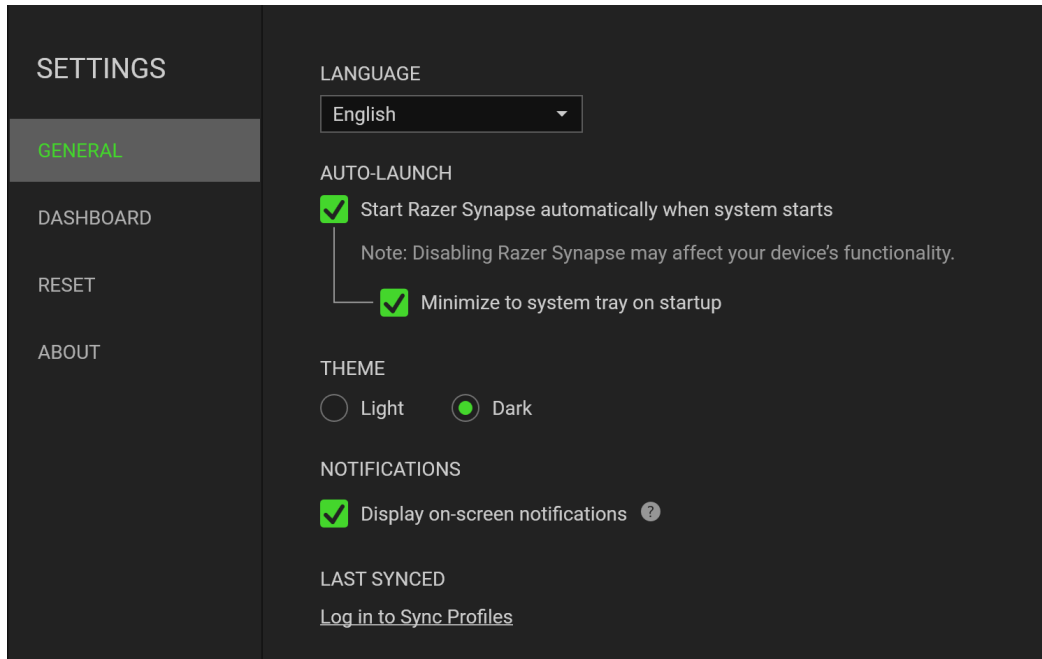 SETTINGS
GENERAL
DASHBOARD
RESET
ABOUT
LANGUAGE
English
AUTO-LAUNCH
Start Razer Synapse automatically when system starts
Note: Disabling Razer Synapse may affect your device’s functionality.
Minimize to system tray on startup
THEME
Light Dark
NOTIFICATIONS
Display on-screen notifications ?
LAST SYNCED
Log in to Sync Profiles